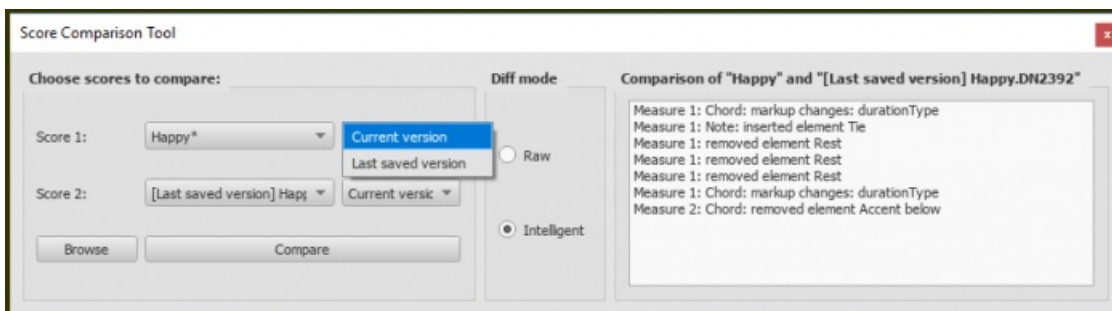 Score Comparison Tool
x
Choose scores to compare:
Score 1:
Happy*
Current version
Last saved version
Score 2:
[Last saved version] Happ
Current versic
Browse
Compare
Diff mode
Raw
Intelligent
Comparison of "Happy" and "[Last saved version] Happy.DN2392"
Measure 1: Chord: markup changes: durationType
Measure 1: Note: inserted element Tie
Measure 1: removed element Rest
Measure 1: removed element Rest
Measure 1: removed element Rest
Measure 1: Chord: markup changes: durationType
Measure 2: Chord: removed element Accent below